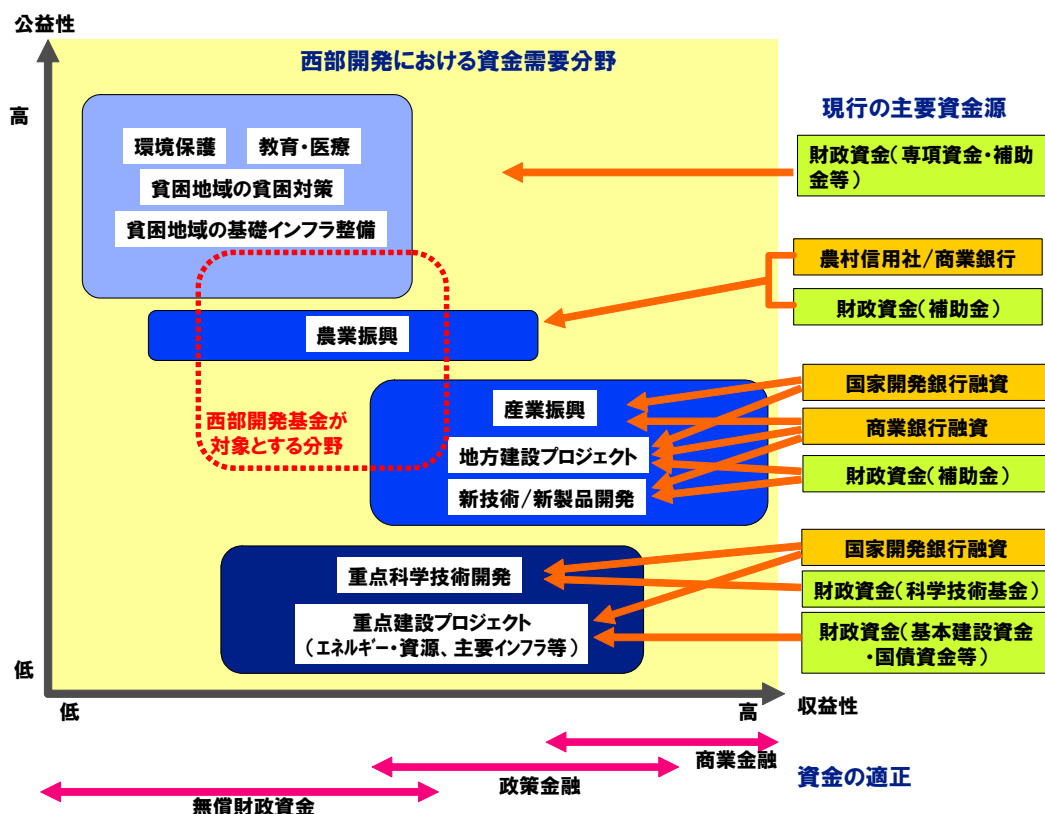 公益性
西部開発における資金需要分野
高
現行の主要資金源
環境保護
教育・医療
貧困地域の貧困対策
貧困地域の基礎インフラ整備
財政資金(専項資金・補助
金等)
農村信用社/商業銀行
財政資金(補助金)
農業振興
西部開発基金が
対象とする分野
産業振興
地方建設プロジェクト
新技術/新製品開発
国家開発銀行融資
商業銀行融資
財政資金(補助金)
重点科学技術開発
重点建設プロジェクト
(エネルギー・資源、主要インフラ等)
国家開発銀行融資
財政資金(科学技術基金)
財政資金(基本建設資金
・国債資金等)
低
低
高
収益性
商業金融
政策金融
無償財政資金
資金の適正